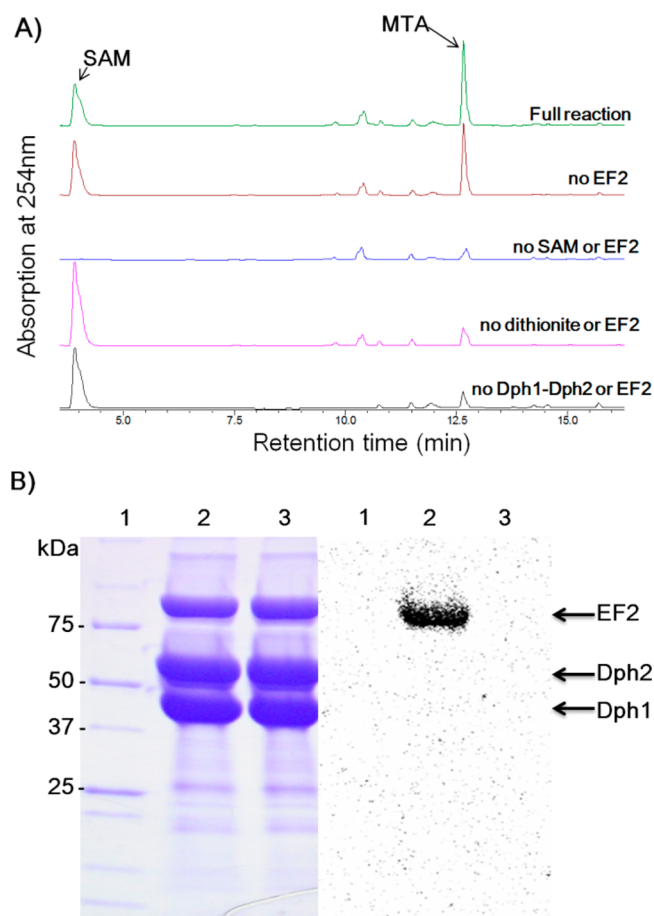 A)
SAM
MTA
Full reaction
no EF2
no SAM or EF2
no dithionite or EF2
no Dph1-Dph2 or EF2
Absorption at 254nm
5.0 7.5 10.0 12.5 15.0
Retention time (min)
B)
1 2 3 1 2 3
kDa
75 -
50 -
37 -
25 -
EF2
Dph2
Dph1